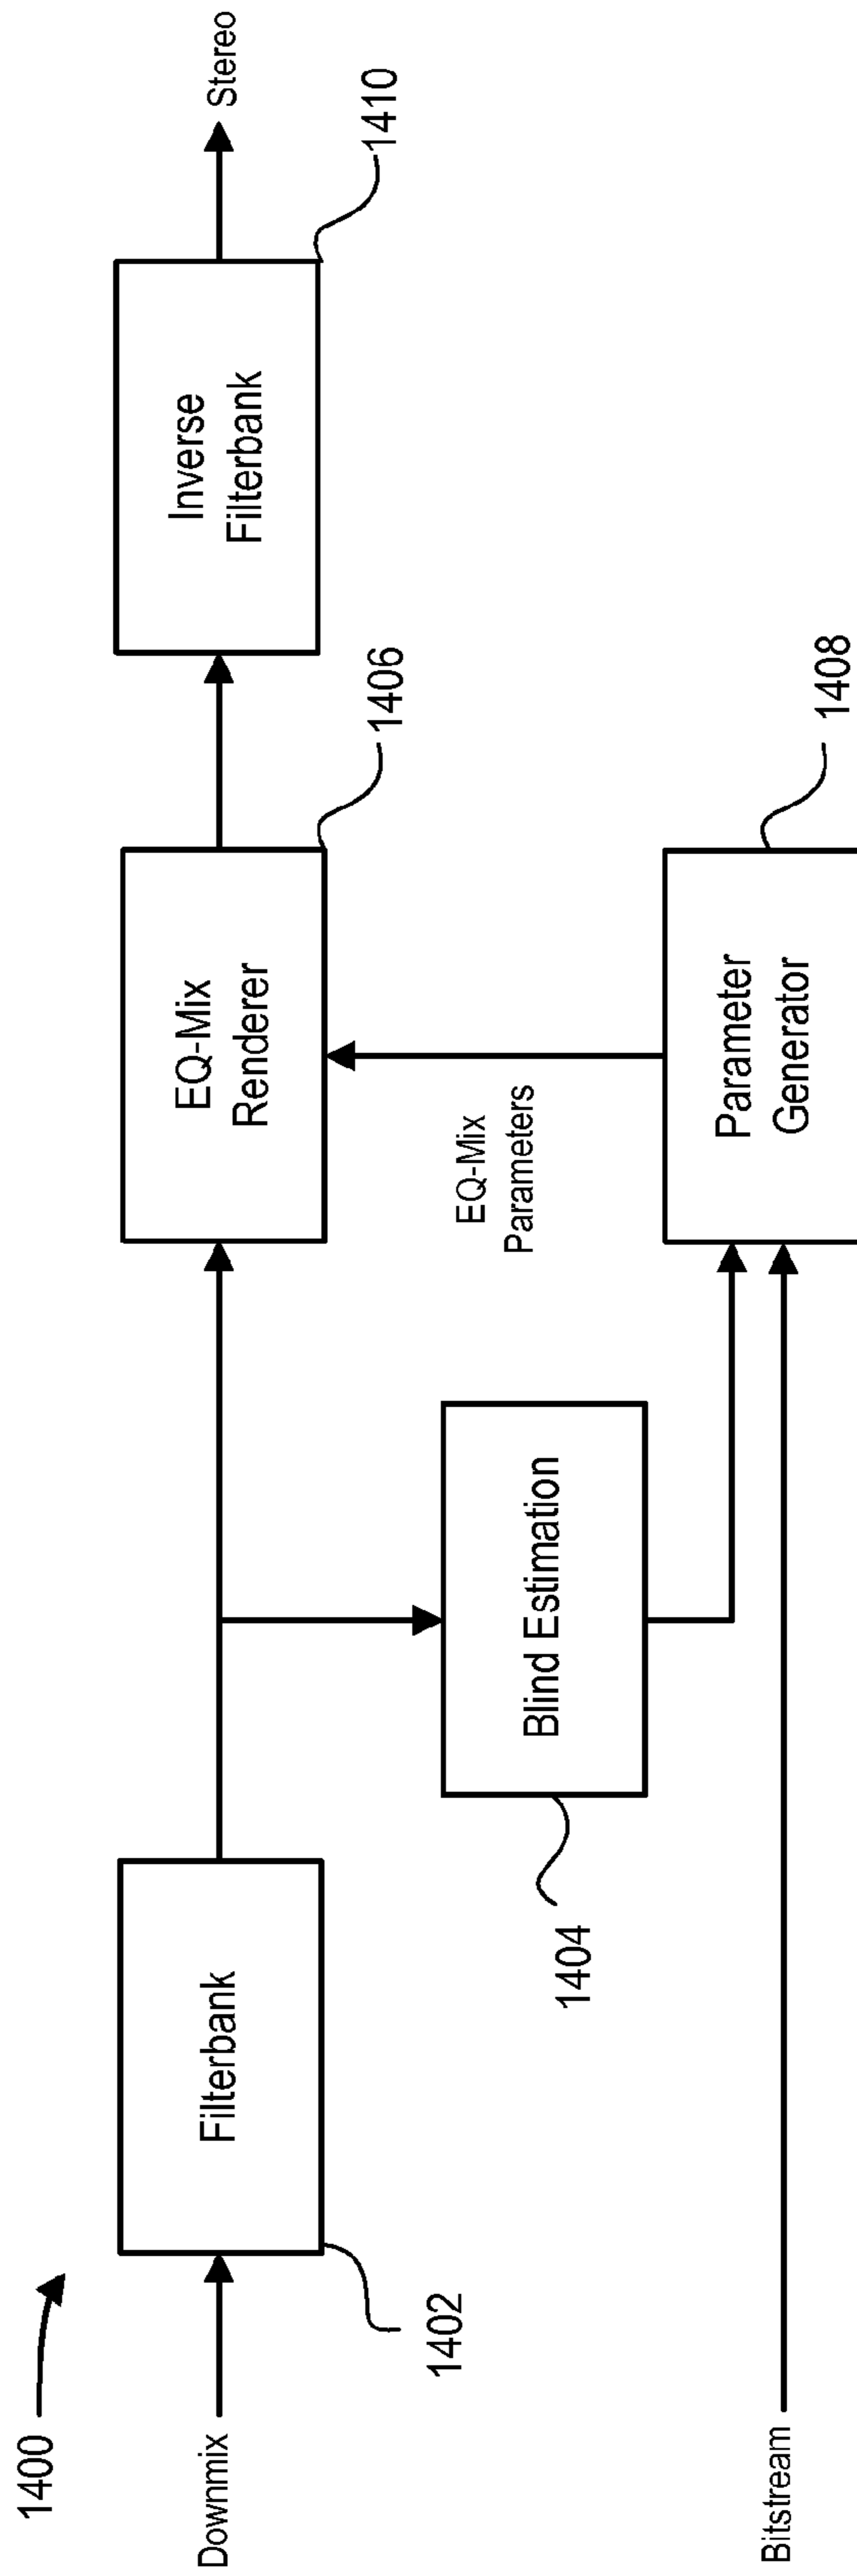 1400
Downmix
Filterbank
1402
EQ-Mix
Renderer
1406
Inverse
Filterbank
1410
Stereo
Blind Estimation
1404
EQ-Mix
Parameters
Bitstream
Parameter
Generator
1408